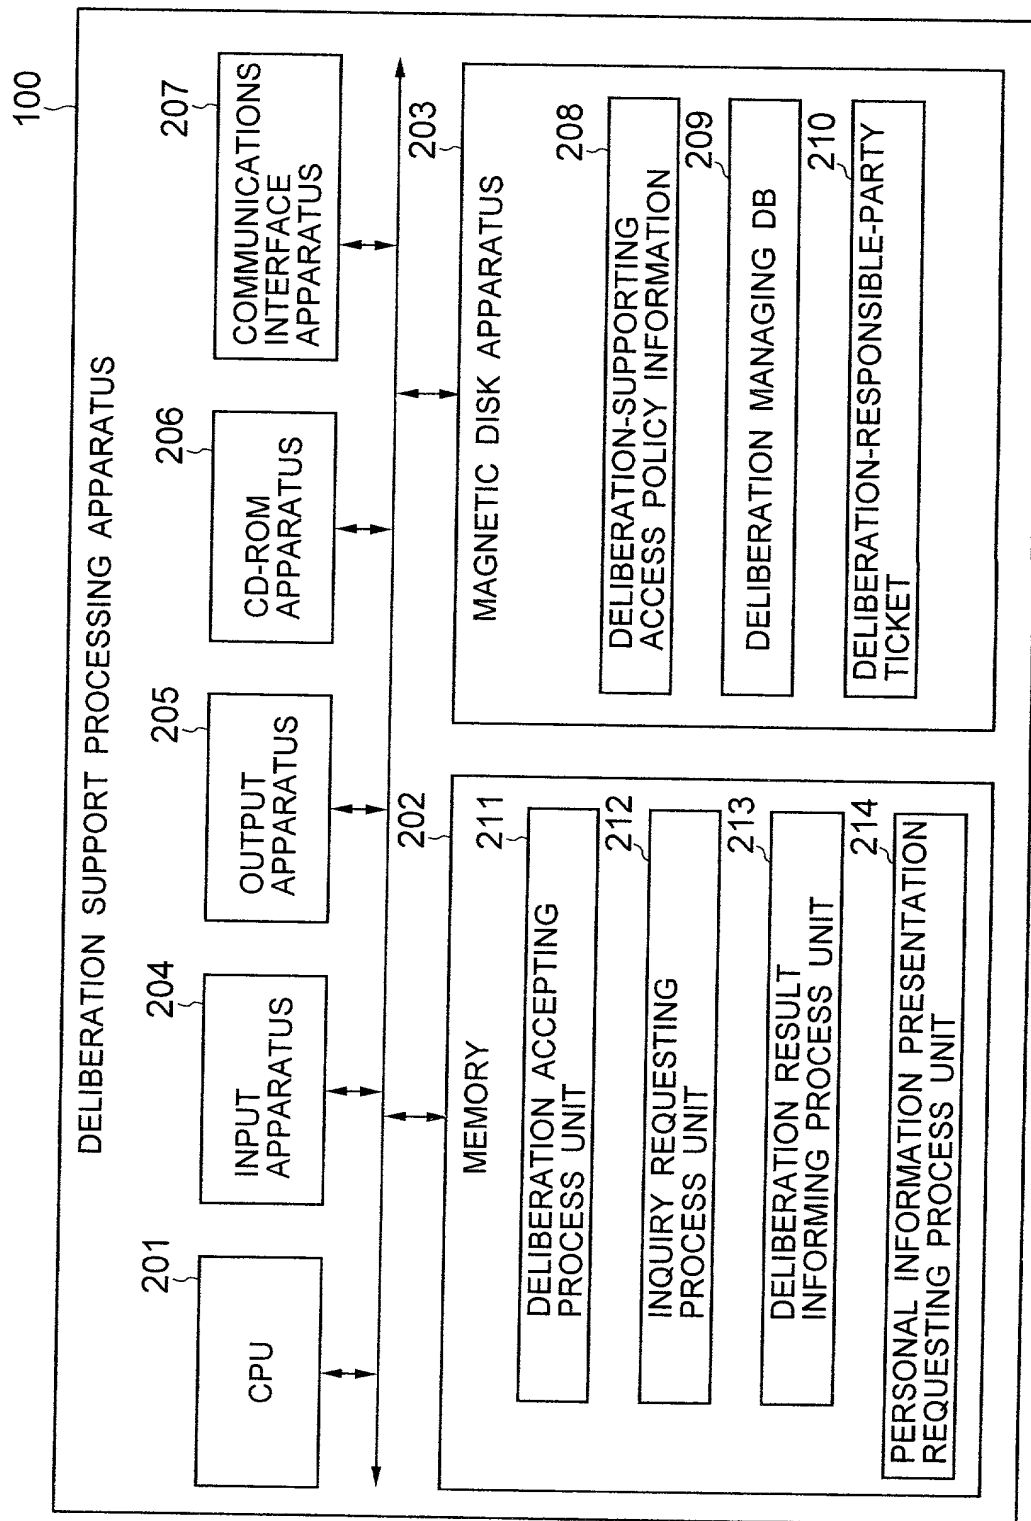 100
DELIBERATION SUPPORT PROCESSING APPARATUS
201
CPU
204
INPUT
APPARATUS
205
OUTPUT
APPARATUS
206
CD-ROM
APPARATUS
207
COMMUNICATIONS
INTERFACE
APPARATUS
202
MEMORY
211
DELIBERATION ACCEPTING
PROCESS UNIT
212
INQUIRY REQUESTING
PROCESS UNIT
213
DELIBERATION RESULT
INFORMING PROCESS UNIT
214
PERSONAL INFORMATION PRESENTATION
REQUESTING PROCESS UNIT
203
MAGNETIC DISK APPARATUS
208
DELIBERATION-SUPPORTING
ACCESS POLICY INFORMATION
209
DELIBERATION MANAGING DB
210
DELIBERATION-RESPONSIBLE-PARTY
TICKET